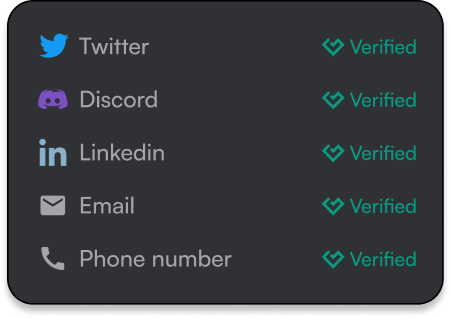 Twitter Verified
Discord Verified
Linkedin Verified
Email Verified
Phone number Verified